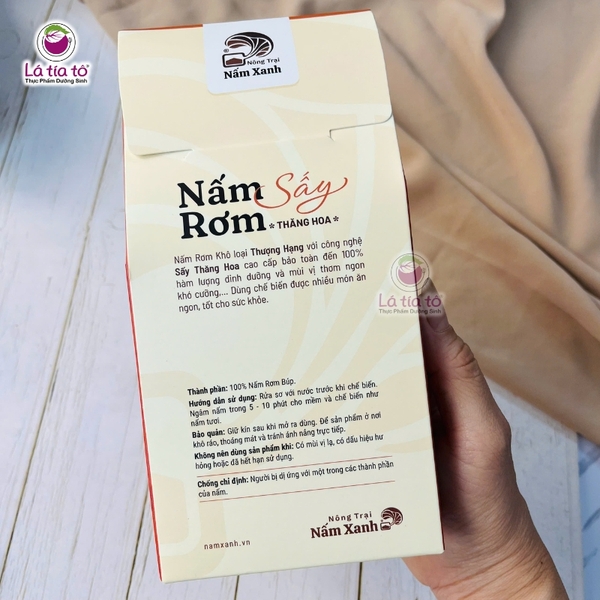 Lá tía tô
Thực Phẩm Dưỡng Sinh
Nông Trại
Nấm Xanh
Nấm Sấy
Rơm * THĂNG HOA *
Nấm Rơm Khô loại Thượng Hạng với công nghệ
Sấy Thăng Hoa cao cấp bảo toàn đến 100%
hàm lượng dinh dưỡng và mùi vị thơm ngon
khó cưỡng,... Dùng chế biến được nhiều món ăn
ngon, tốt cho sức khỏe.
Lá tía tô
Thực Phẩm Dưỡng Sinh
Thành phần: 100% Nấm Rơm Búp.
Hướng dẫn sử dụng: Rửa sơ với nước trước khi chế biến.
Ngâm nấm trong 5 - 10 phút cho mềm và chế biến như
nấm tươi.
Bảo quản: Giữ kín sau khi mở ra dùng. Để sản phẩm ở nơi
khô ráo, thoáng mát và tránh ánh nắng trực tiếp.
Không nên dùng sản phẩm khi: Có mùi vị lạ, có dấu hiệu hư
hỏng hoặc đã hết hạn sử dụng.
Chống chỉ định: Người bị dị ứng với một trong các thành phần
của nấm.
Nông Trại
Nấm Xanh
namxanh.vn